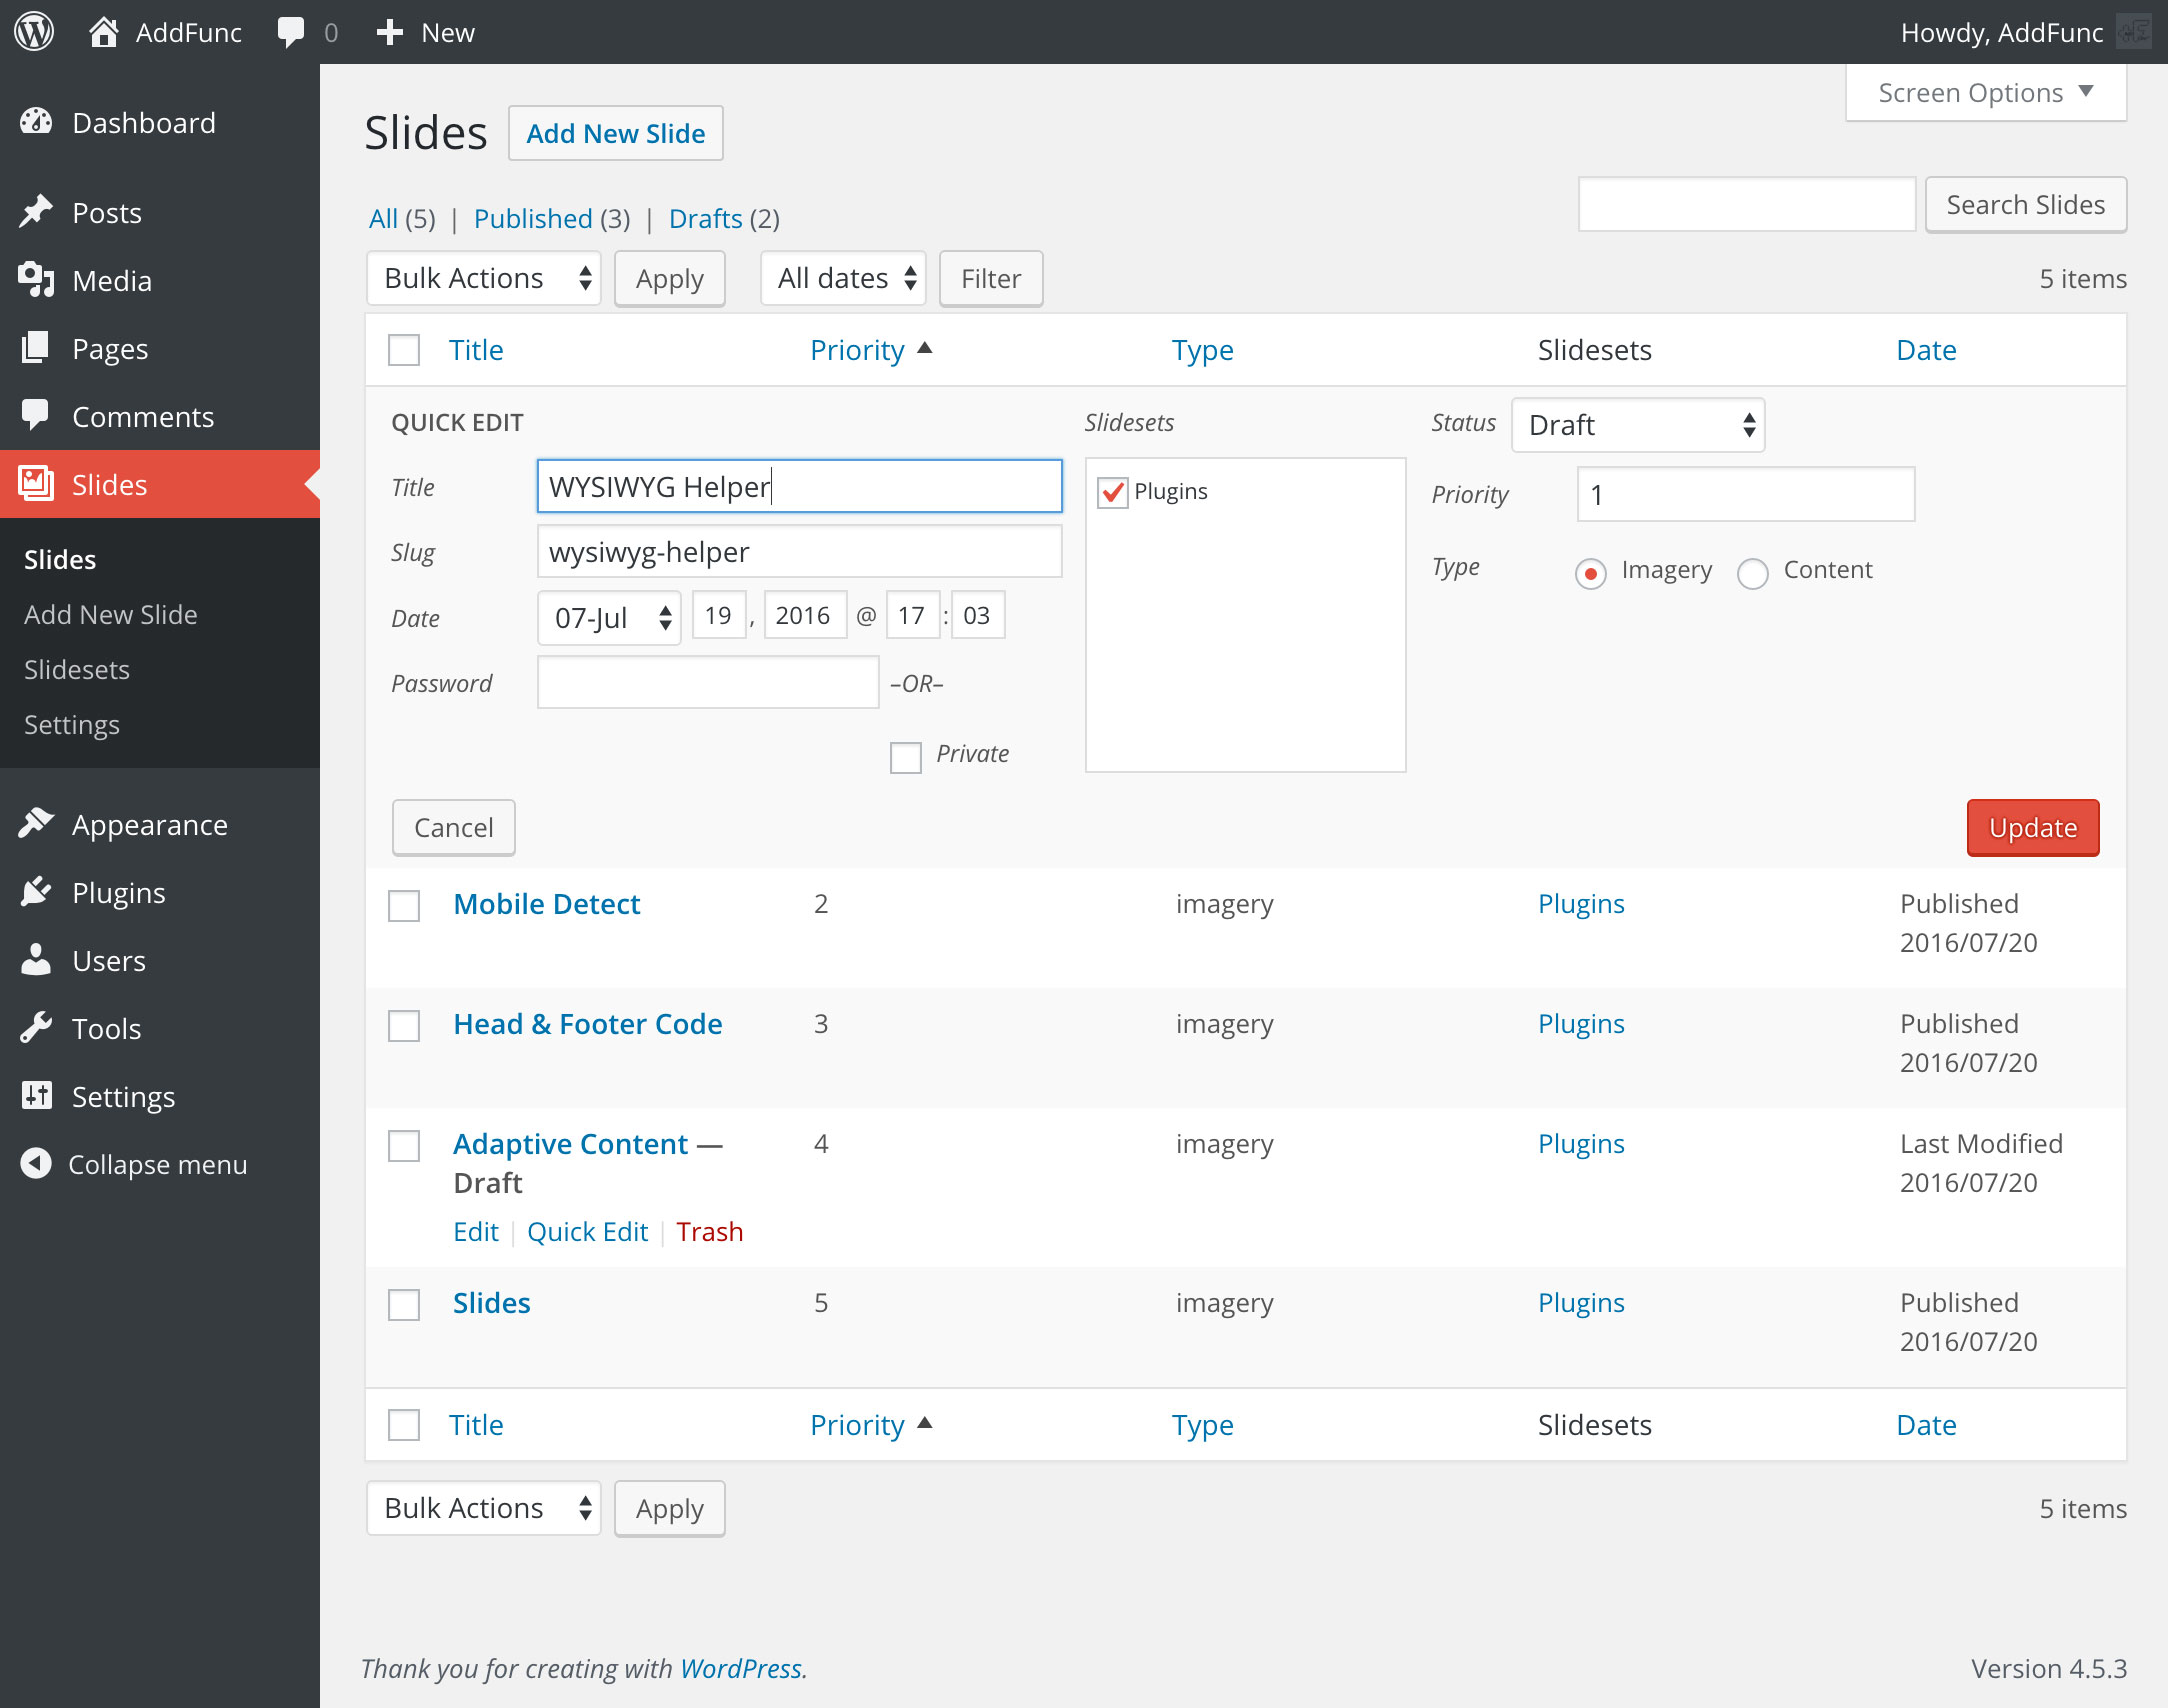 AddFunc 0 New Howdy, AddFunc
Screen Options
Dashboard
Posts
Media
Pages
Comments
Slides
Slides
Add New Slide
Slidesets
Settings
Appearance
Plugins
Users
Tools
Settings
Collapse menu
Slides Add New Slide
All (5) | Published (3) | Drafts (2)
Search Slides
Bulk Actions Apply All dates Filter 5 items
Title Priority Type Slidesets Date
QUICK EDIT
Title WYSIWYG Helper
Slug wysiwyg-helper
Date 07-Jul 19 , 2016 @ 17 : 03
Password –OR–
Private
Slidesets
Plugins
Status Draft
Priority 1
Type Imagery Content
Cancel Update
Mobile Detect 2 imagery Plugins Published
2016/07/20
Head & Footer Code 3 imagery Plugins Published
2016/07/20
Adaptive Content — 4 imagery Plugins Last Modified
Draft 2016/07/20
Edit | Quick Edit | Trash
Slides 5 imagery Plugins Published
2016/07/20
Title Priority Type Slidesets Date
Bulk Actions Apply 5 items
Thank you for creating with WordPress. Version 4.5.3